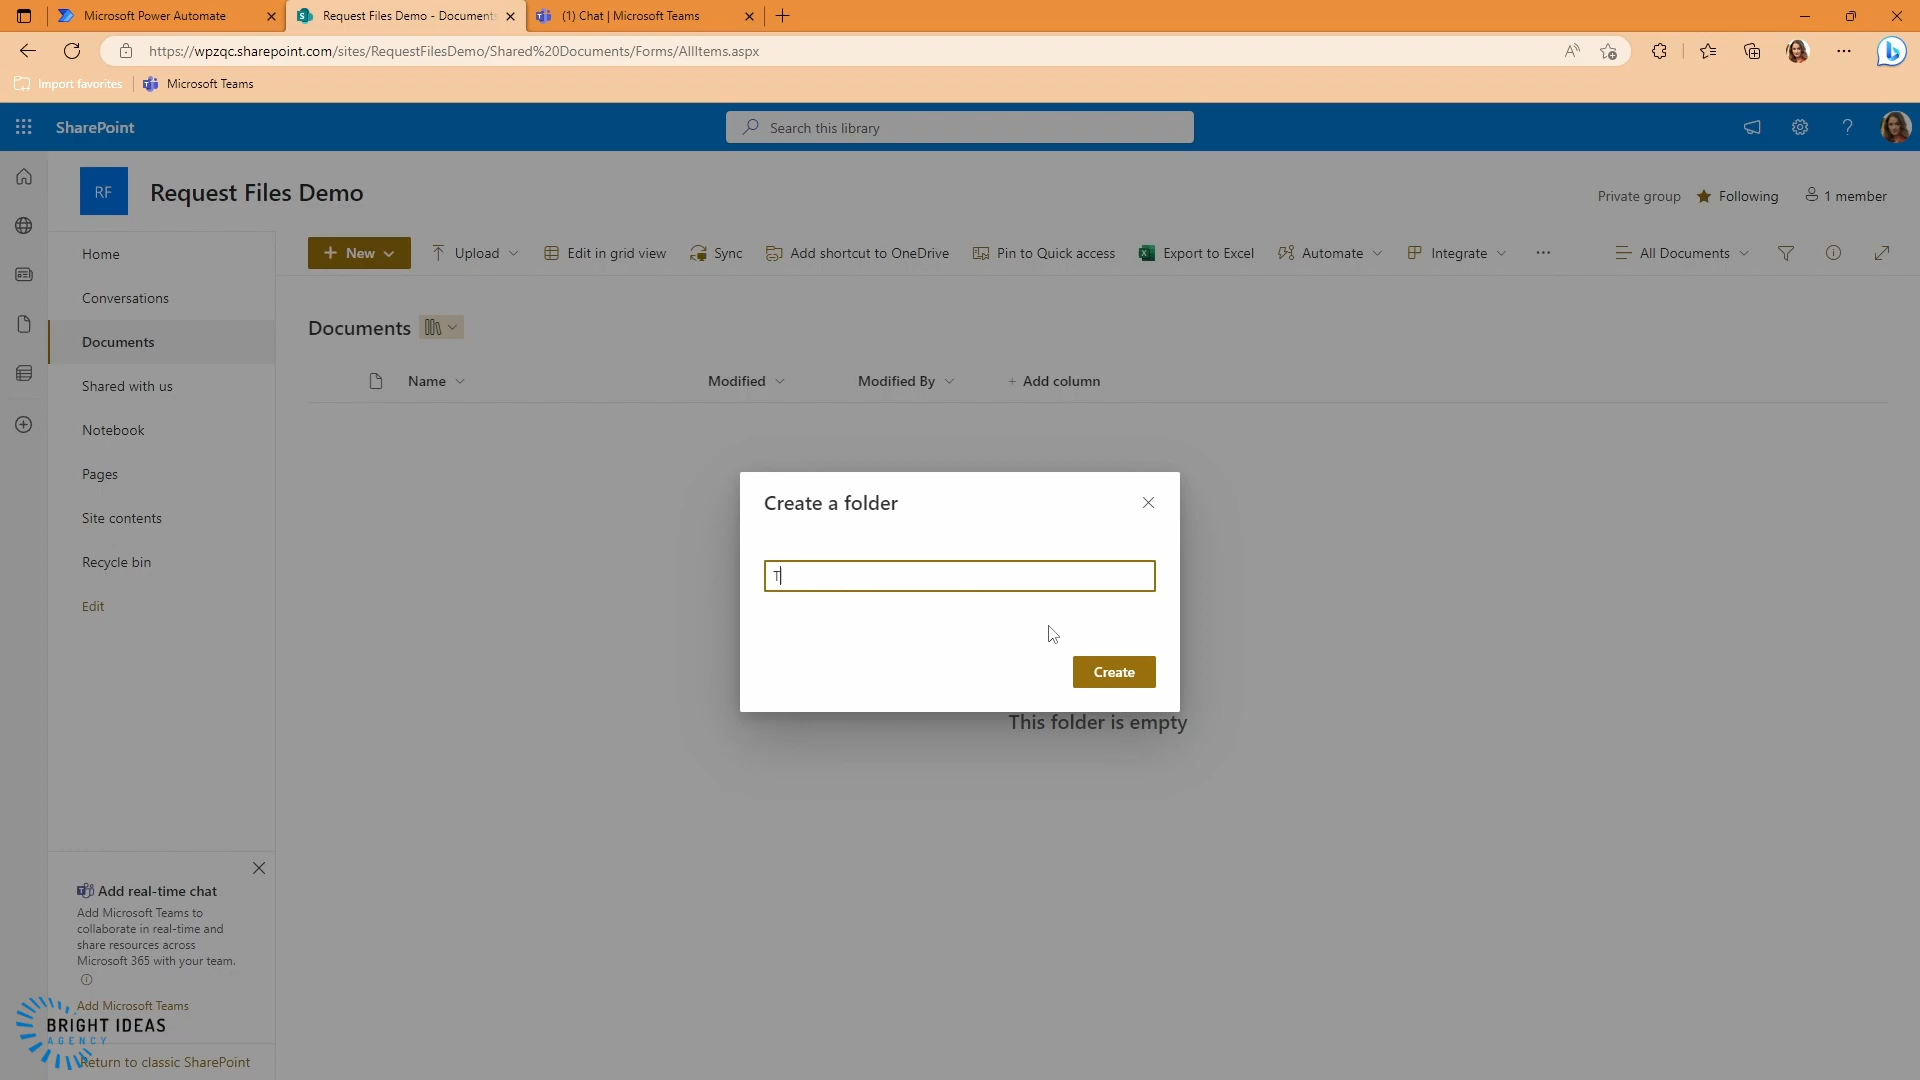 Microsoft Power Automate
Request Files Demo - Documents
(1) Chat | Microsoft Teams
https://wpzqc.sharepoint.com/sites/RequestFilesDemo/Shared%20Documents/Forms/AllItems.aspx
Import favorites
Microsoft Teams
SharePoint
Search this library
RF
Request Files Demo
Private group
Following
1 member
Home
Conversations
Documents
Shared with us
Notebook
Pages
Site contents
Recycle bin
Edit
New
Upload
Edit in grid view
Sync
Add shortcut to OneDrive
Pin to Quick access
Export to Excel
Automate
Integrate
All Documents
Documents
Name
Modified
Modified By
+ Add column
Create a folder
T
Create
This folder is empty
Add real-time chat
Add Microsoft Teams to
collaborate in real-time and
share resources across
Microsoft 365 with your team.
Add Microsoft Teams
BRIGHT IDEAS
AGENCY
Return to classic SharePoint